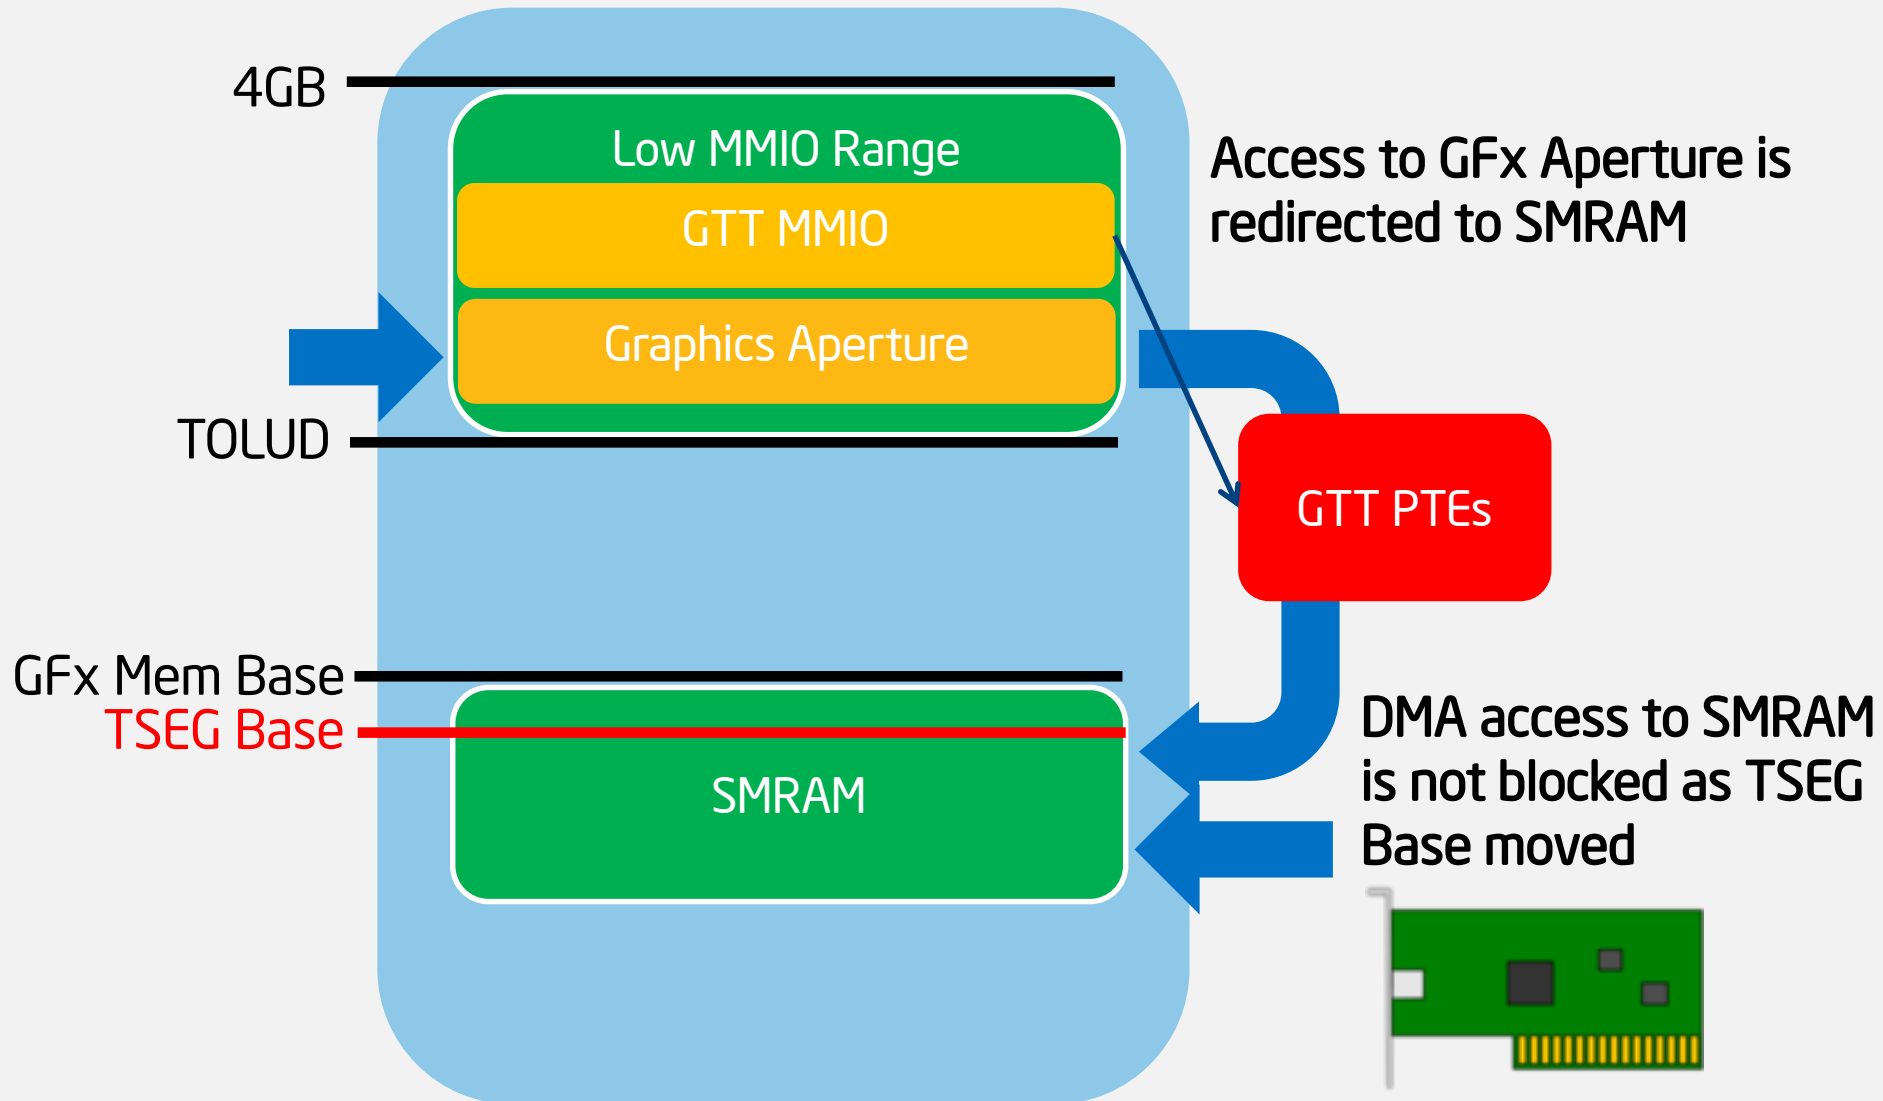 4GB
Low MMIO Range
Access to GFx Aperture is
redirected to SMRAM
GTT MMIO
Graphics Aperture
TOLUD
GTT PTEs
GFx Mem Base
TSEG Base
SMRAM
DMA access to SMRAM
is not blocked as TSEG
Base moved